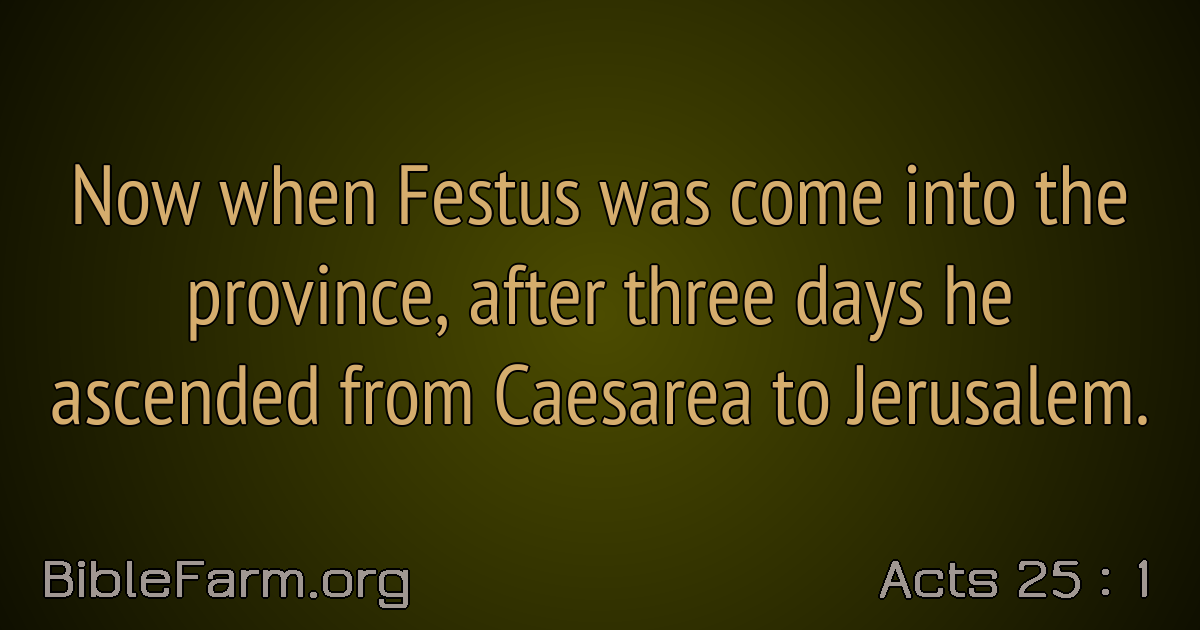 Now when Festus was come into the
province, after three days he
ascended from Caesarea to Jerusalem.
BibleFarm.org
Acts 25 : 1